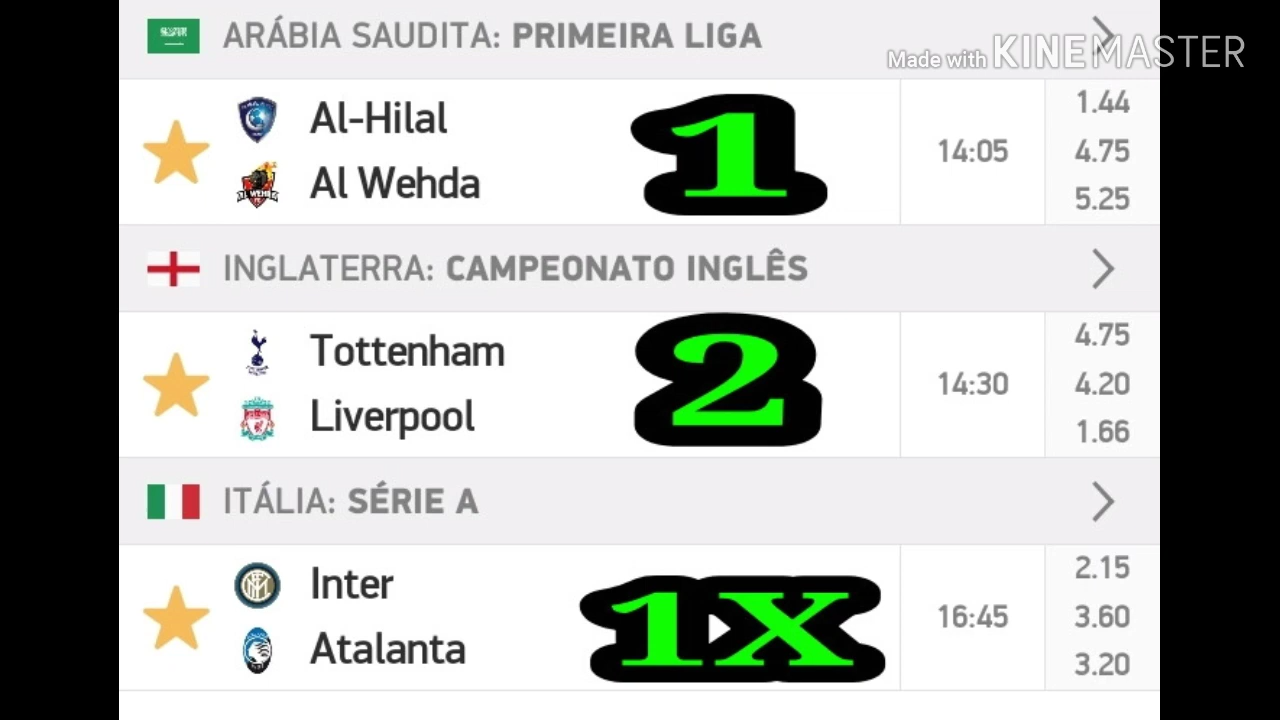 ARÁBIA SAUDITA: PRIMEIRA LIGA
Made with KINEMASTER
Al-Hilal
Al Wehda
1
14:05
1.44
4.75
5.25
INGLATERRA: CAMPEONATO INGLÊS
Tottenham
Liverpool
2
14:30
4.75
4.20
1.66
ITÁLIA: SÉRIE A
Inter
Atalanta
1X
16:45
2.15
3.60
3.20